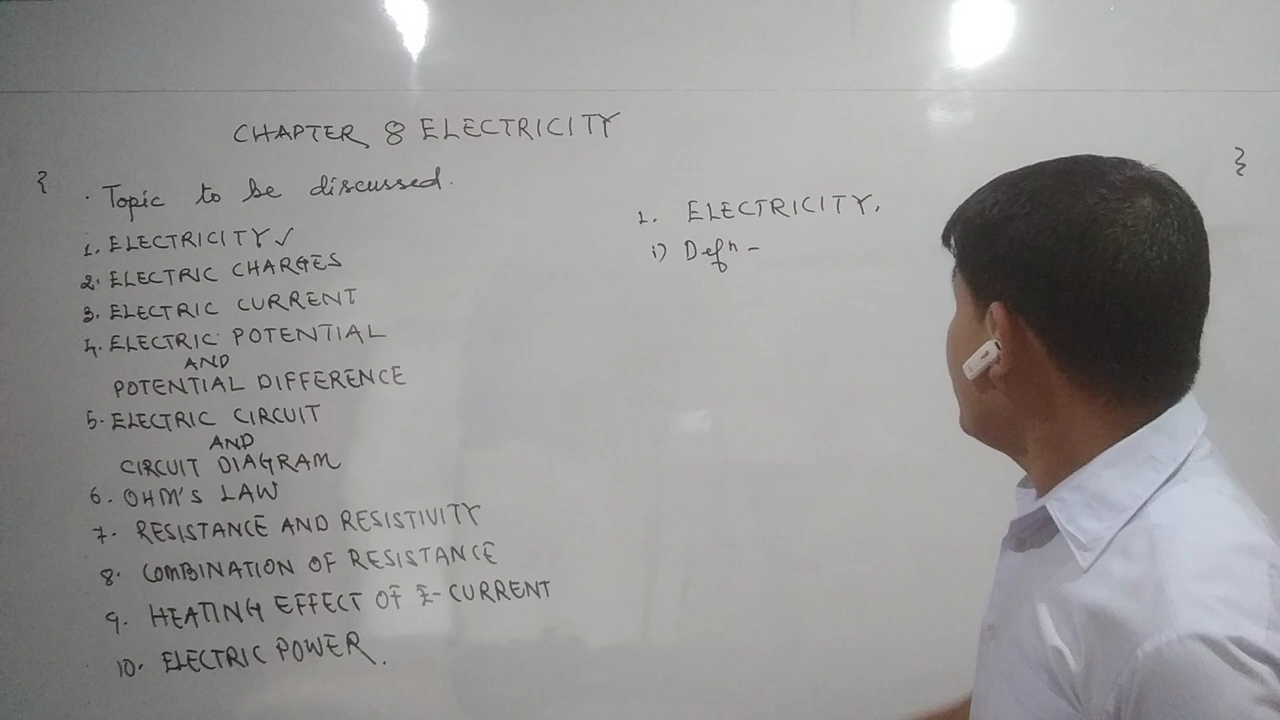 CHAPTER 8 ELECTRICITY
{ }
· Topic to be discussed.
1. ELECTRICITY ✓
2. ELECTRIC CHARGES
3. ELECTRIC CURRENT
4. ELECTRIC POTENTIAL
AND
POTENTIAL DIFFERENCE
5. ELECTRIC CIRCUIT
AND
CIRCUIT DIAGRAM
6. OHM'S LAW
7. RESISTANCE AND RESISTIVITY
8. COMBINATION OF RESISTANCE
9. HEATING EFFECT OF E-CURRENT
10. ELECTRIC POWER.
1. ELECTRICITY.
i) Defn -